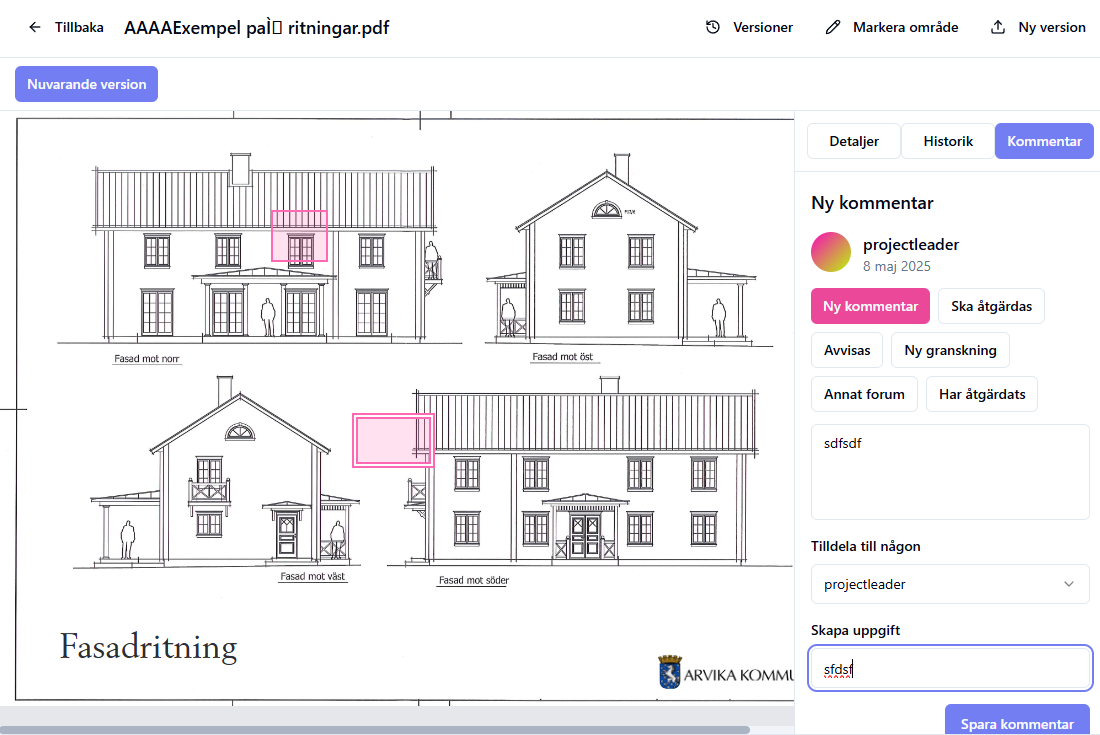 Tillbaka AAAAExempel paÌ▯ ritningar.pdf Versioner Markera område Ny version
Nuvarande version
Detaljer Historik Kommentar
Ny kommentar
projectleader
8 maj 2025
Ny kommentar Ska åtgärdas
Avvisas Ny granskning
Annat forum Har åtgärdats
sdfsdf
Tilldela till någon
projectleader
Skapa uppgift
sfdsf
Spara kommentar
Fasad mot norr Fasad mot öst
Fasad mot väst Fasad mot söder
Fasadritning
ARVIKA KOMMU